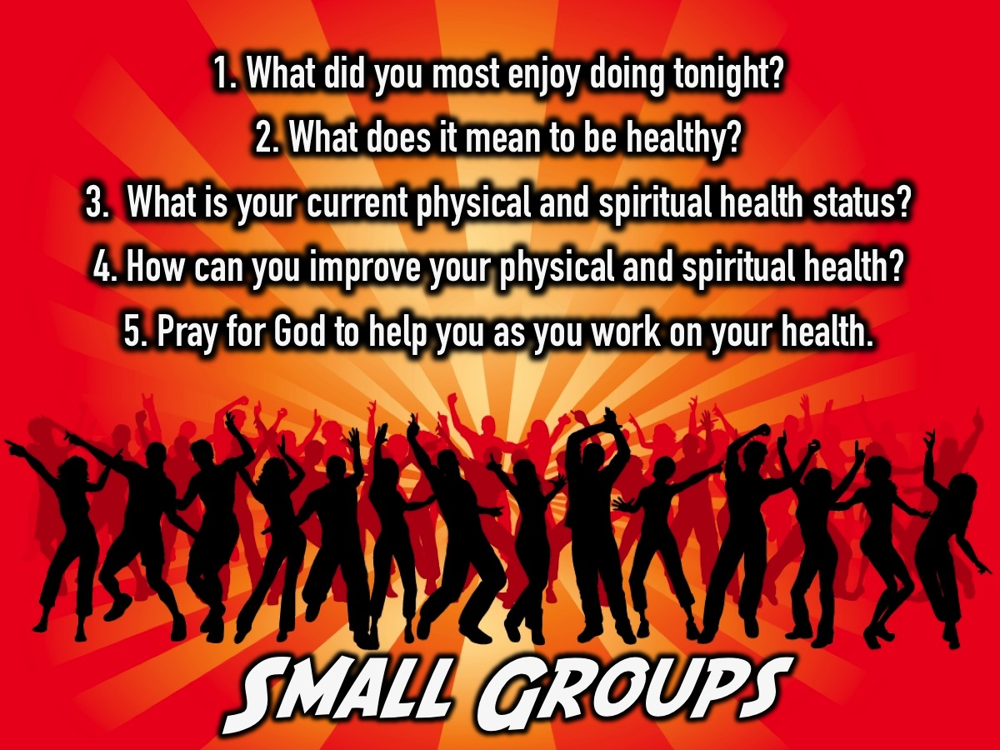 1. What did you most enjoy doing tonight?
2. What does it mean to be healthy?
3.  What is your current physical and spiritual health status?
4. How can you improve your physical and spiritual health?
5. Pray for God to help you as you work on your health.
Small Groups